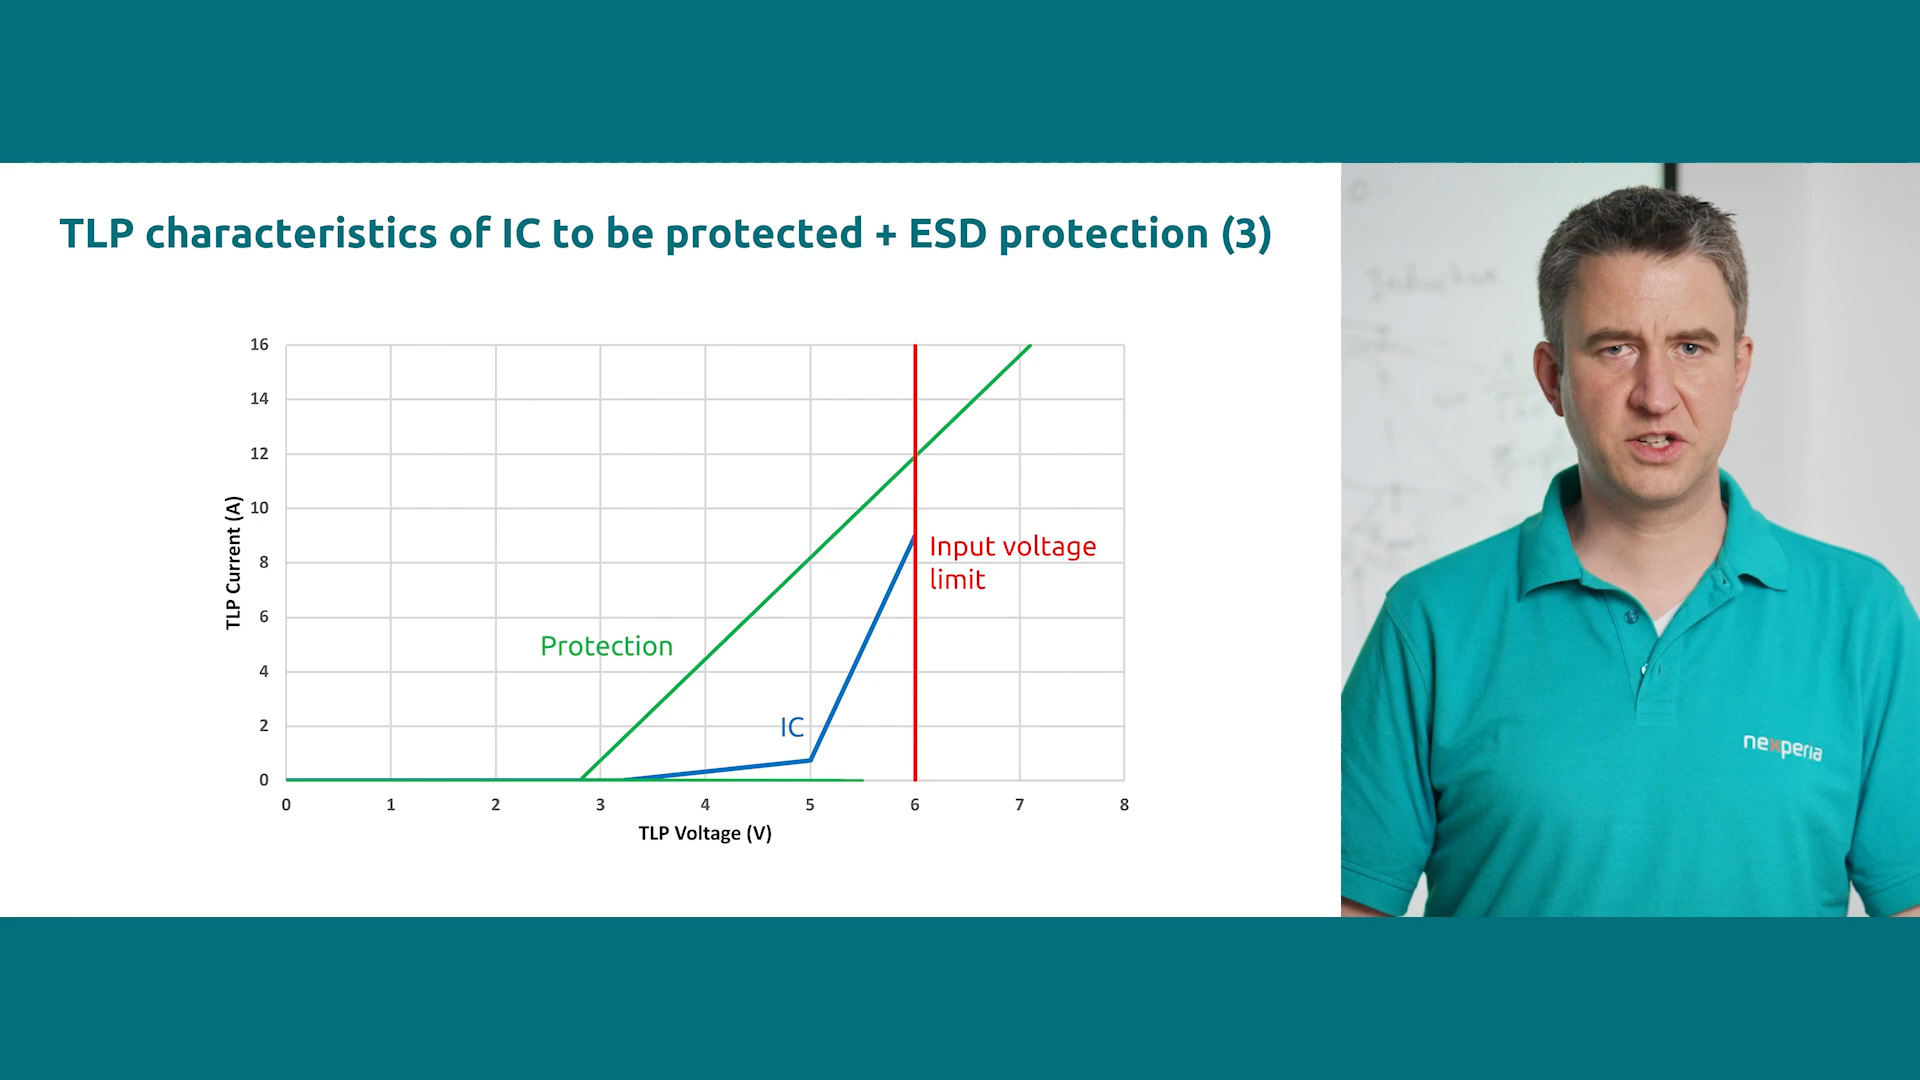 TLP characteristics of IC to be protected + ESD protection (3)
16
14
12
10
8
6
4
2
0
TLP Current (A)
Input voltage
limit
Protection
IC
0 1 2 3 4 5 6 7 8
TLP Voltage (V)
nexperia